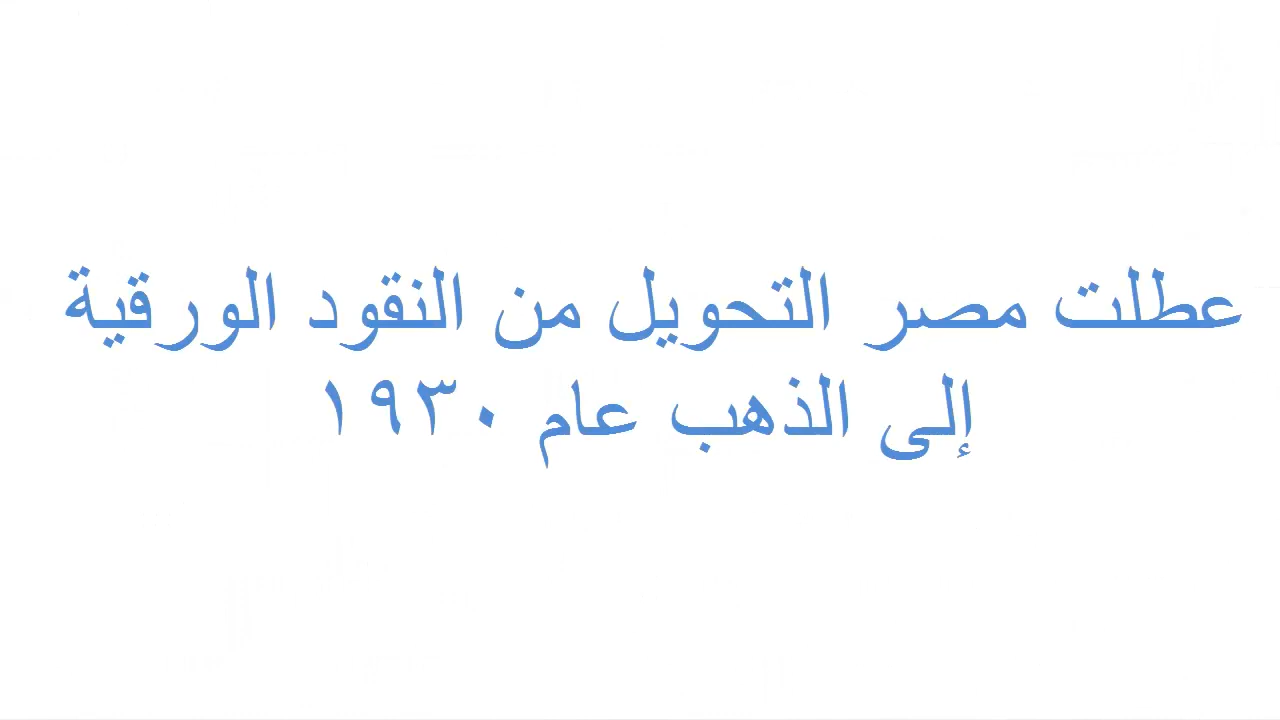 عطلت مصر التحويل من النقود الورقية
إلى الذهب عام ١٩٣٠